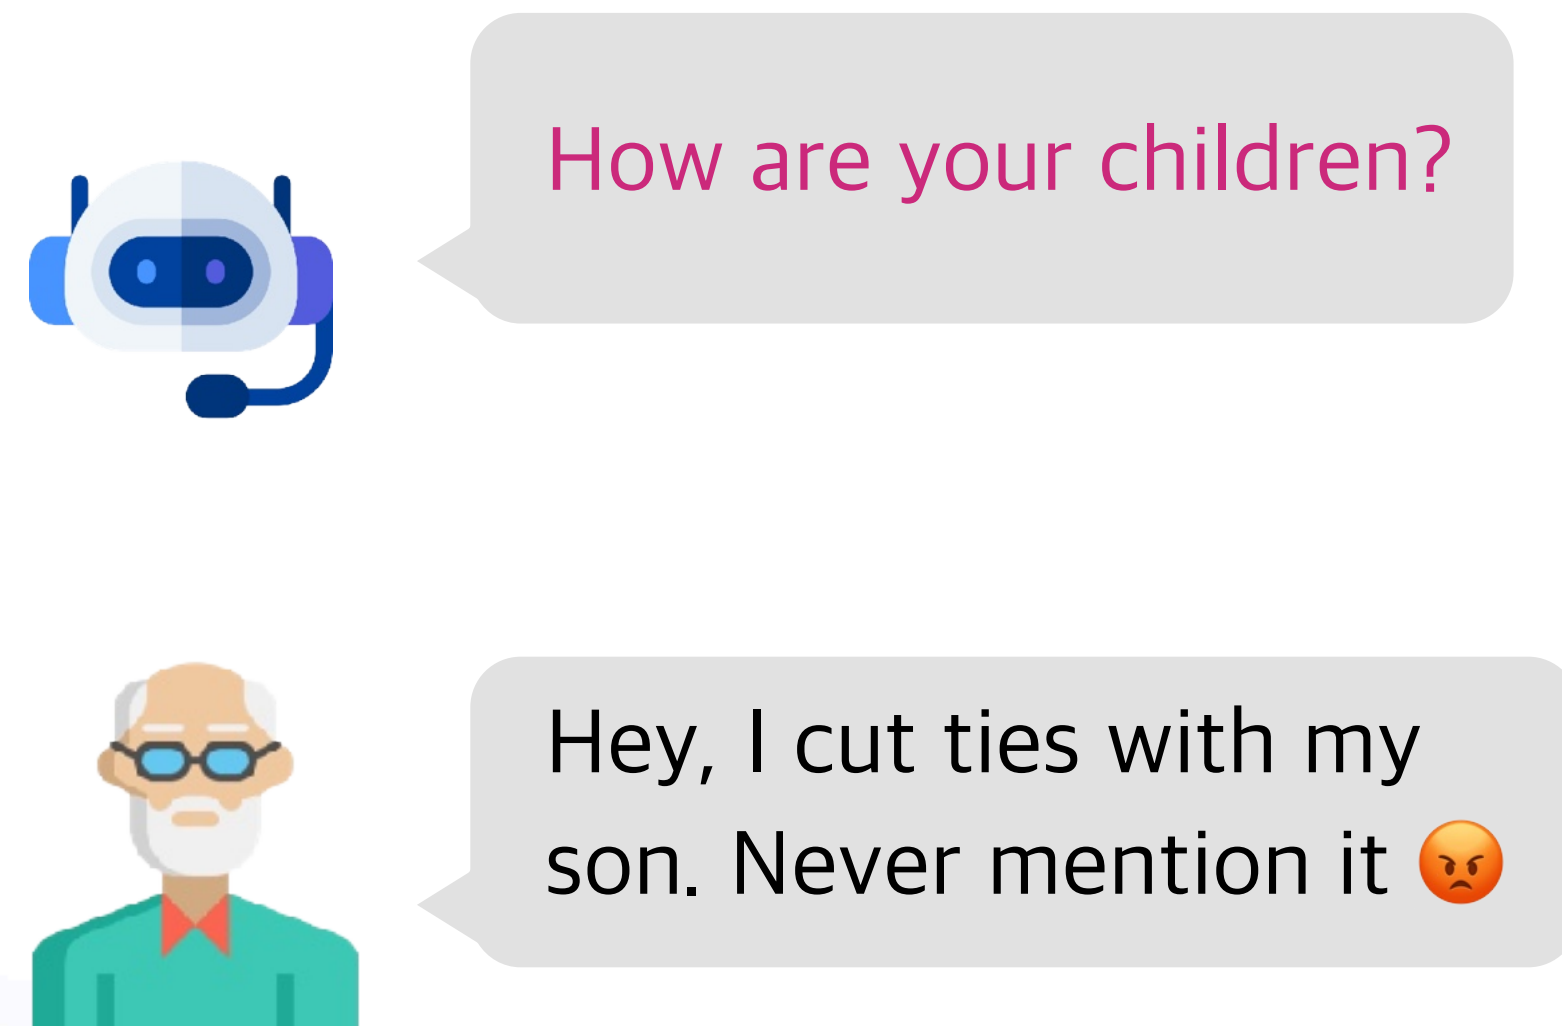 How are your children?
Hey, I cut ties with my
son. Never mention it 😡